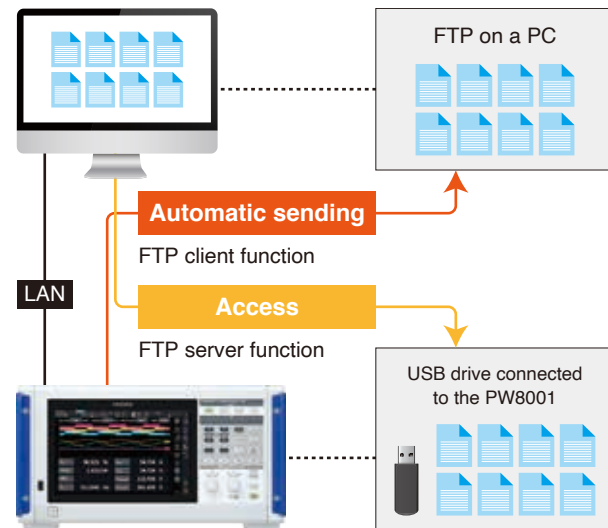 FTP on a PC
Automatic sending
FTP client function
LAN
Access
FTP server function
USB drive connected
to the PW8001